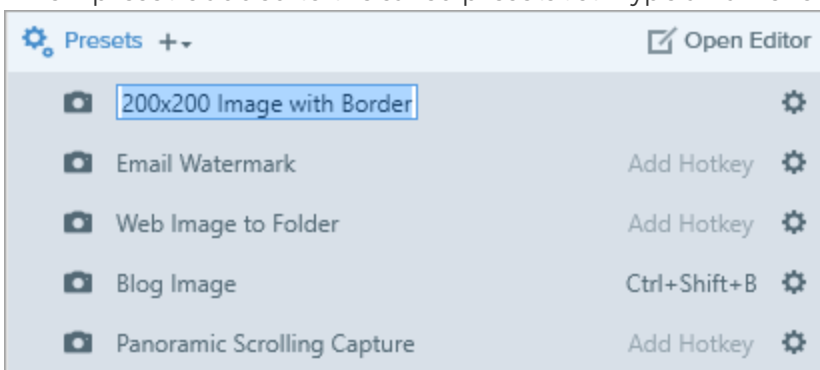 Presets Open Editor
200x200 Image with Border
Email Watermark Add Hotkey
Web Image to Folder Add Hotkey
Blog Image Ctrl+Shift+B
Panoramic Scrolling Capture Add Hotkey